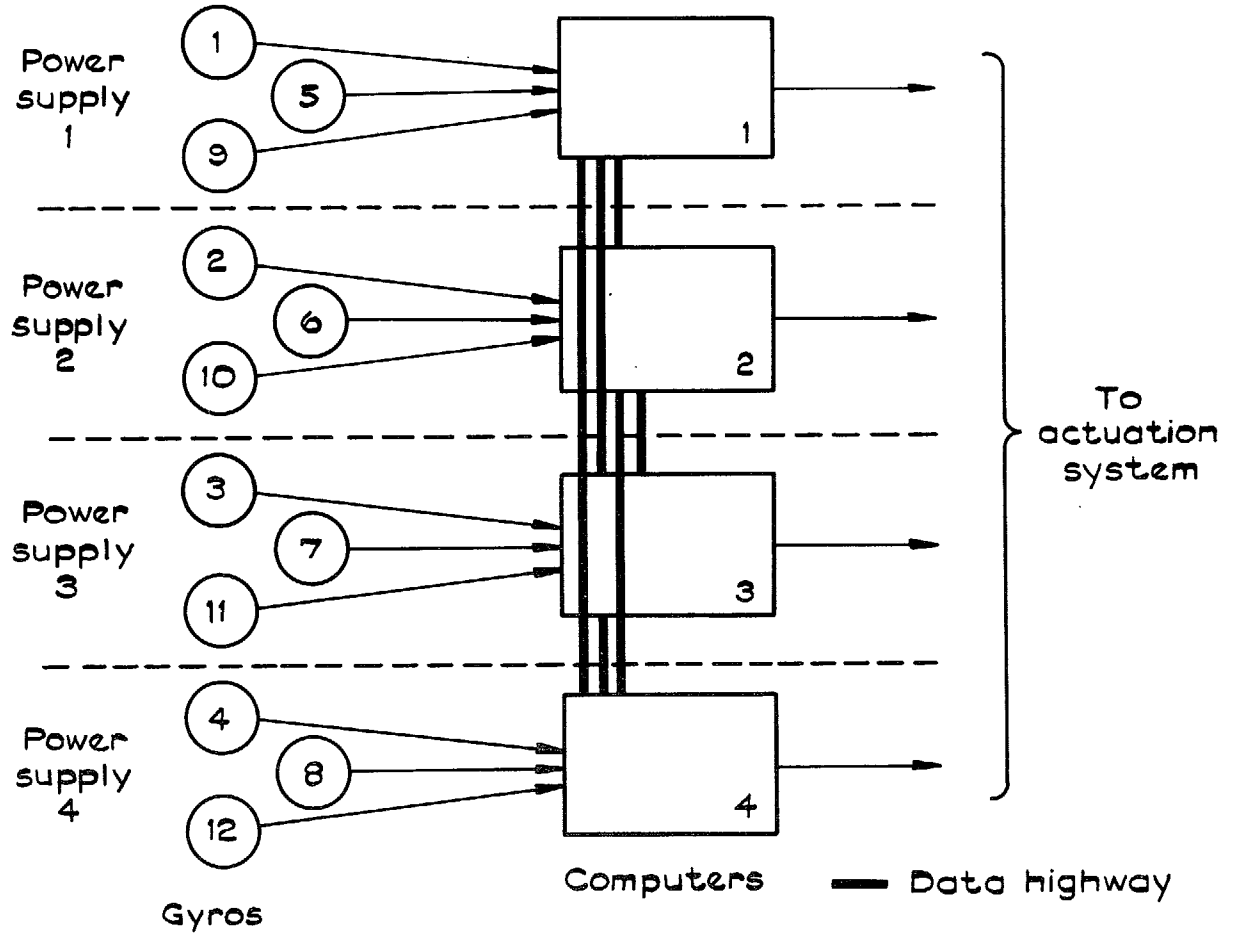 Power
supply
1
1
5
9
1
Power
supply
2
2
6
10
2
To
actuation
system
Power
supply
3
3
7
11
3
Power
supply
4
4
8
12
4
Computers
Data highway
Gyros